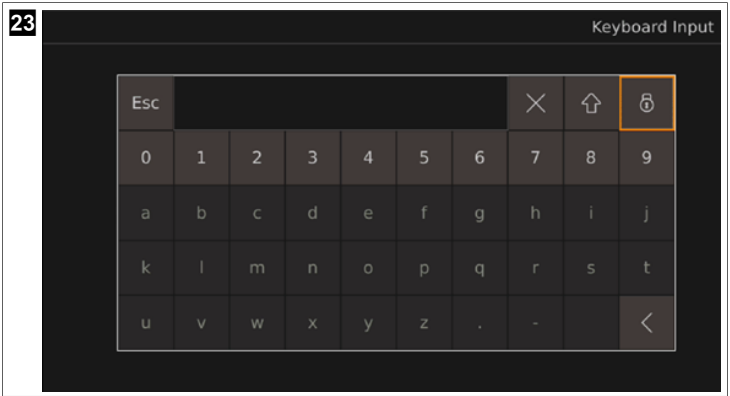 23
Keyboard Input
Esc
0 1 2 3 4 5 6 7 8 9
a b c d e f g h i j
k l m n o p q r s t
u v w x y z . -